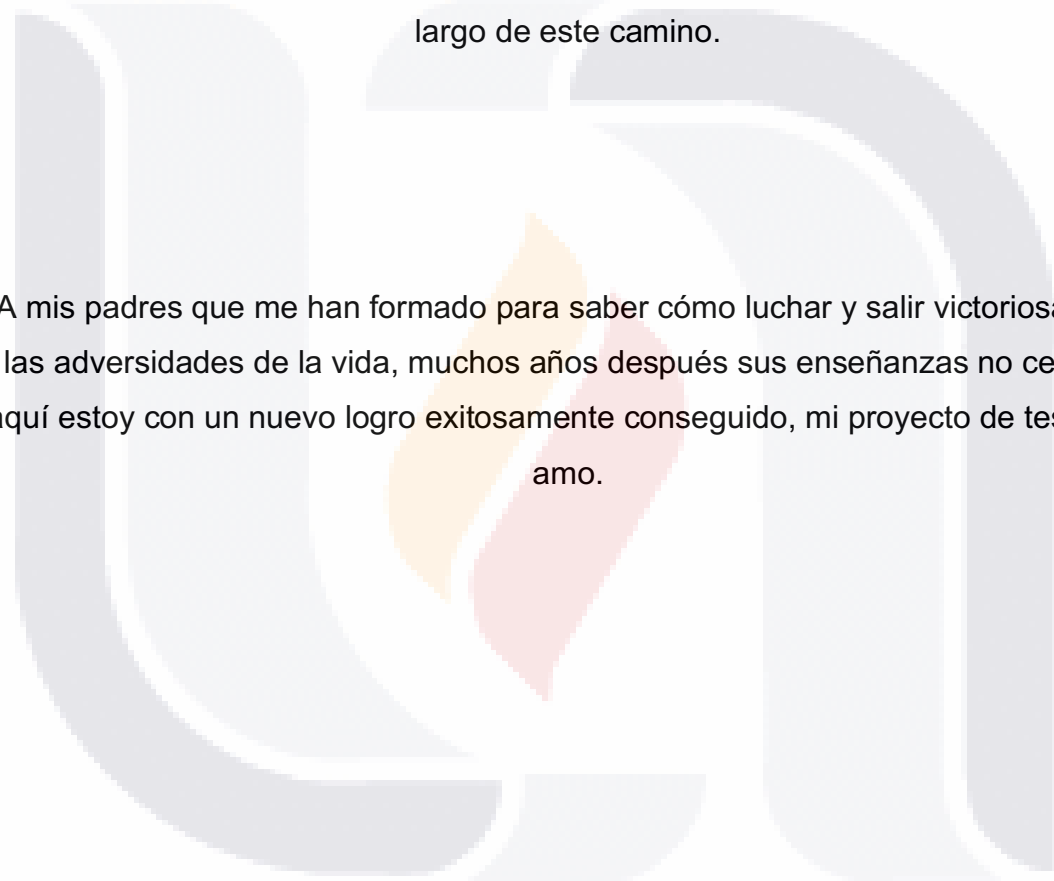 largo de este camino.
A mis padres que me han formado para saber cómo luchar y salir victoriosa
las adversidades de la vida, muchos años después sus enseñanzas no ce
aquí estoy con un nuevo logro exitosamente conseguido, mi proyecto de tes
amo.